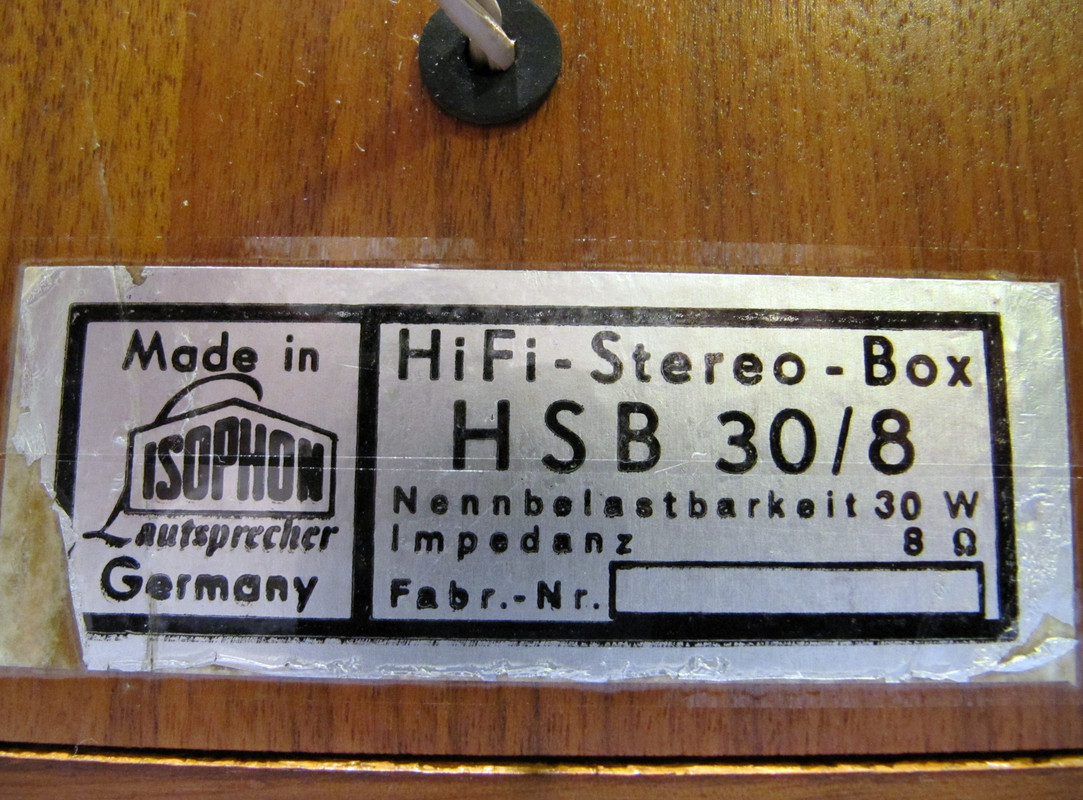 Made in
ISOPHON
Lautsprecher
Germany
HiFi-Stereo-Box
HSB 30/8
Nennbelastbarkeit 30 W
Impedanz 8 Ω
Fabr.-Nr.